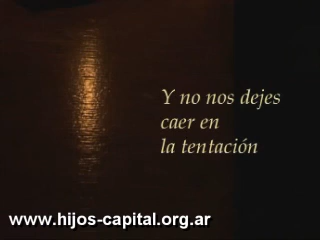 Y no nos dejes
caer en
la tentación
www.hijos-capital.org.ar